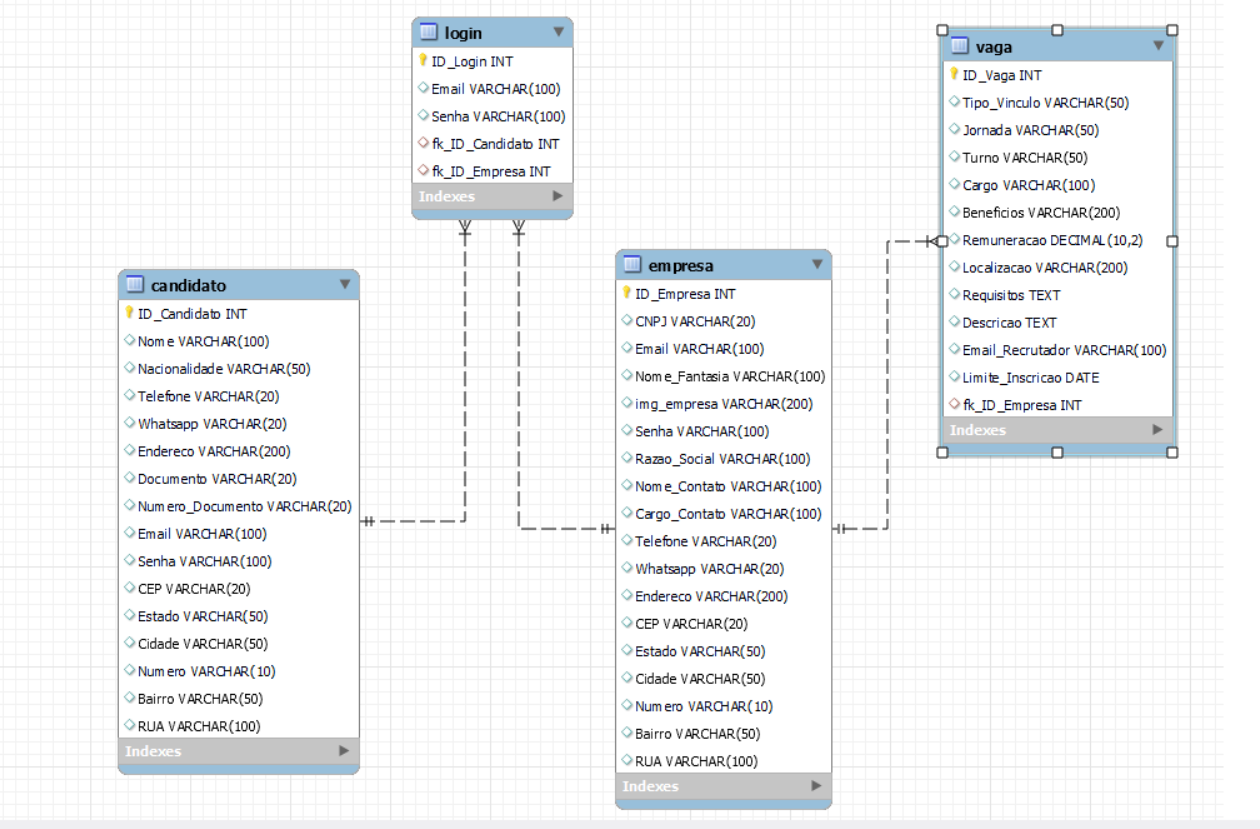 login
ID_Login INT
Email VARCHAR(100)
Senha VARCHAR(100)
fk_ID_Candidato INT
fk_ID_Empresa INT
Indexes
candidato
ID_Candidato INT
Nome VARCHAR(100)
Nacionalidade VARCHAR(50)
Telefone VARCHAR(20)
Whatsapp VARCHAR(20)
Endereco VARCHAR(200)
Documento VARCHAR(20)
Numero_Documento VARCHAR(20)
Email VARCHAR(100)
Senha VARCHAR(100)
CEP VARCHAR(20)
Estado VARCHAR(50)
Cidade VARCHAR(50)
Numero VARCHAR(10)
Bairro VARCHAR(50)
RUA VARCHAR(100)
Indexes
empresa
ID_Empresa INT
CNPJ VARCHAR(20)
Email VARCHAR(100)
Nome_Fantasia VARCHAR(100)
img_empresa VARCHAR(200)
Senha VARCHAR(100)
Razao_Social VARCHAR(100)
Nome_Contato VARCHAR(100)
Cargo_Contato VARCHAR(100)
Telefone VARCHAR(20)
Whatsapp VARCHAR(20)
Endereco VARCHAR(200)
CEP VARCHAR(20)
Estado VARCHAR(50)
Cidade VARCHAR(50)
Numero VARCHAR(10)
Bairro VARCHAR(50)
RUA VARCHAR(100)
Indexes
vaga
ID_Vaga INT
Tipo_Vinculo VARCHAR(50)
Jornada VARCHAR(50)
Turno VARCHAR(50)
Cargo VARCHAR(100)
Beneficios VARCHAR(200)
Remuneracao DECIMAL(10,2)
Localizacao VARCHAR(200)
Requisitos TEXT
Descricao TEXT
Email_Recrutador VARCHAR(100)
Limite_Inscricao DATE
fk_ID_Empresa INT
Indexes